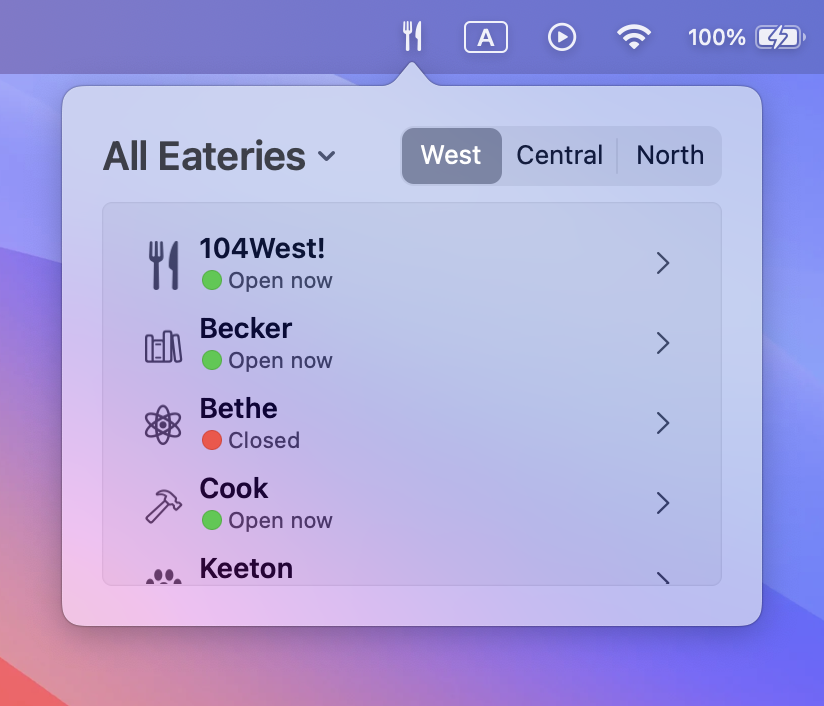 A
100%
All Eateries
West
Central
North
104West!
Open now
Becker
Open now
Bethe
Closed
Cook
Open now
Keeton